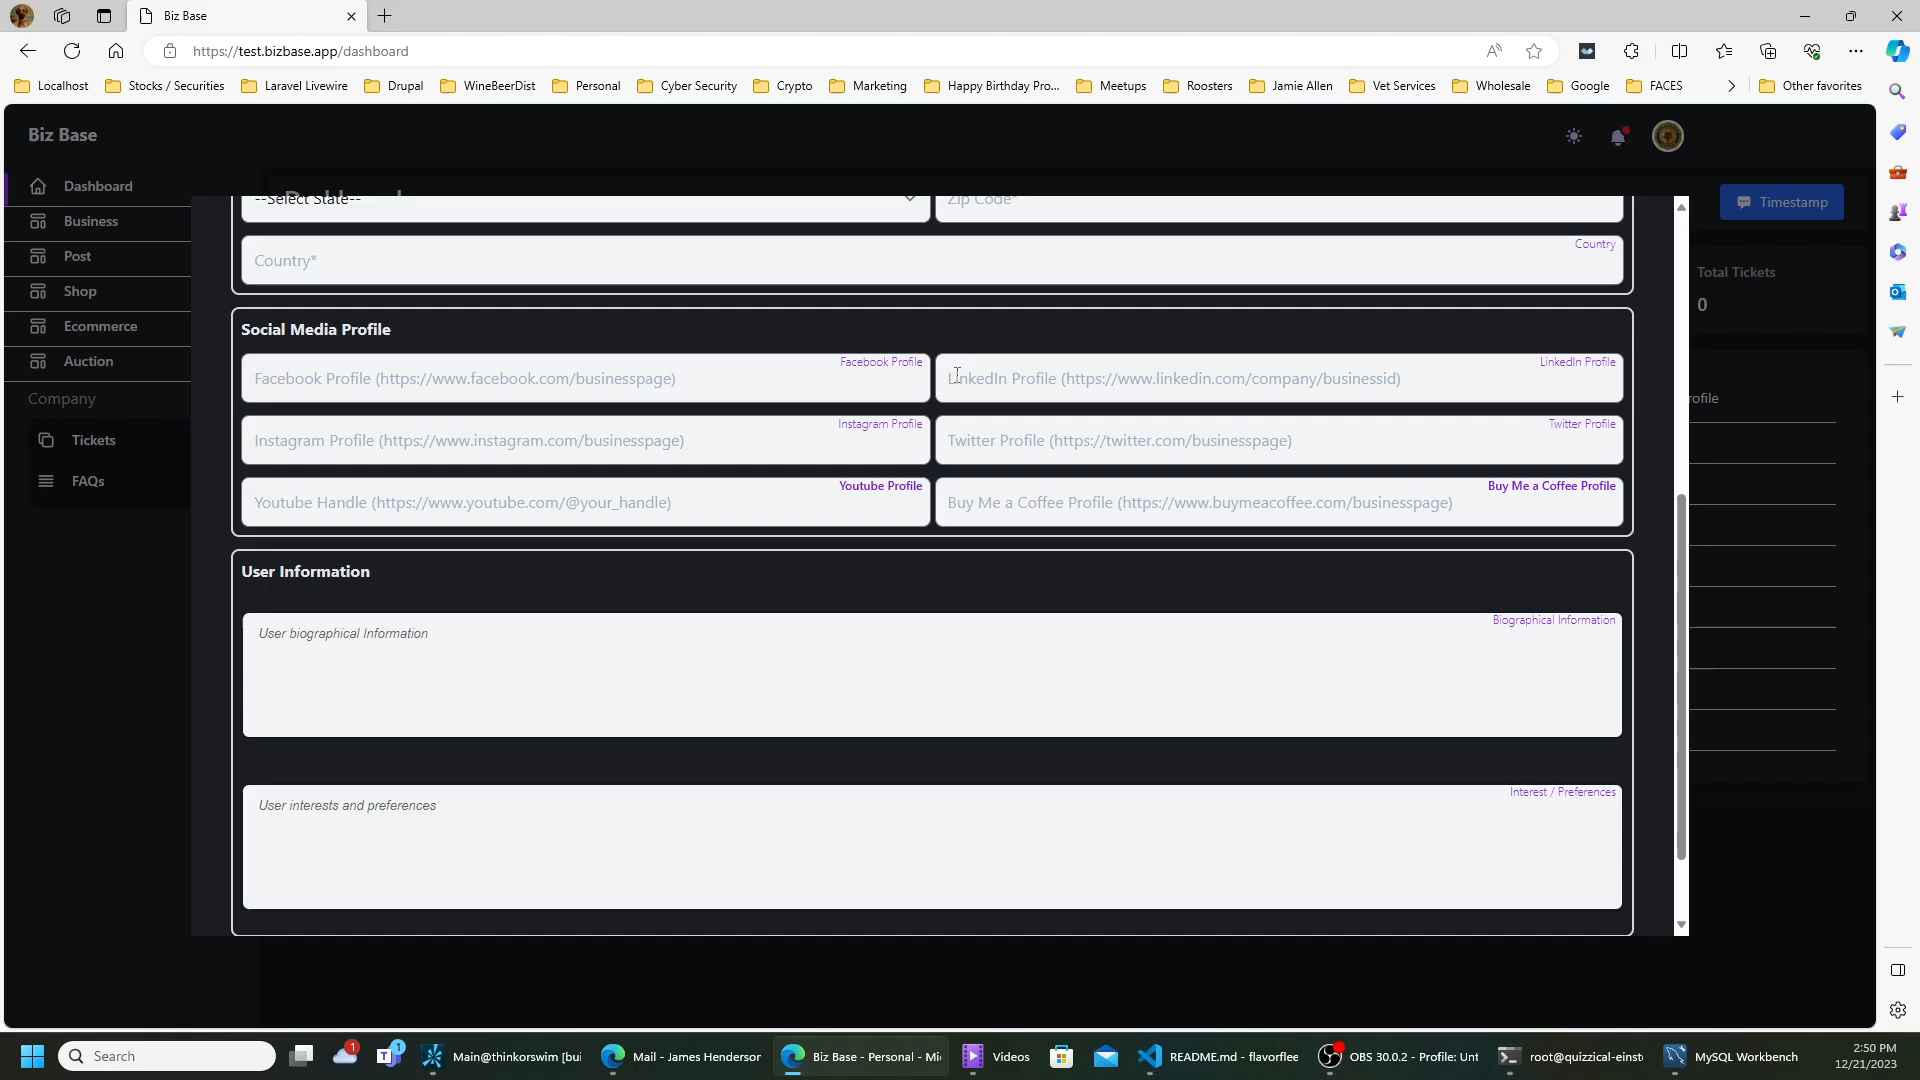 Biz Base
https://test.bizbase.app/dashboard
Localhost
Stocks / Securities
Laravel Livewire
Drupal
WineBeerDist
Personal
Cyber Security
Crypto
Marketing
Happy Birthday Pro...
Meetups
Roosters
Jamie Allen
Vet Services
Wholesale
Google
FACES
Other favorites
Biz Base
Dashboard
Business
Post
Shop
Ecommerce
Auction
Company
Tickets
FAQs
Timestamp
Total Tickets
0
rofile
--Select State--
Zip Code*
Country
Country*
Social Media Profile
Facebook Profile
Facebook Profile (https://www.facebook.com/businesspage)
LinkedIn Profile
LinkedIn Profile (https://www.linkedin.com/company/businessid)
Instagram Profile
Instagram Profile (https://www.instagram.com/businesspage)
Twitter Profile
Twitter Profile (https://twitter.com/businesspage)
Youtube Profile
Youtube Handle (https://www.youtube.com/@your_handle)
Buy Me a Coffee Profile
Buy Me a Coffee Profile (https://www.buymeacoffee.com/businesspage)
User Information
Biographical Information
User biographical Information
Interest / Preferences
User interests and preferences
Search
1
1
Main@thinkorswim [bui
Mail - James Henderson
Biz Base - Personal - Mi
Videos
README.md - flavorflee
OBS 30.0.2 - Profile: Unt
root@quizzical-einst
MySQL Workbench
2:50 PM
12/21/2023